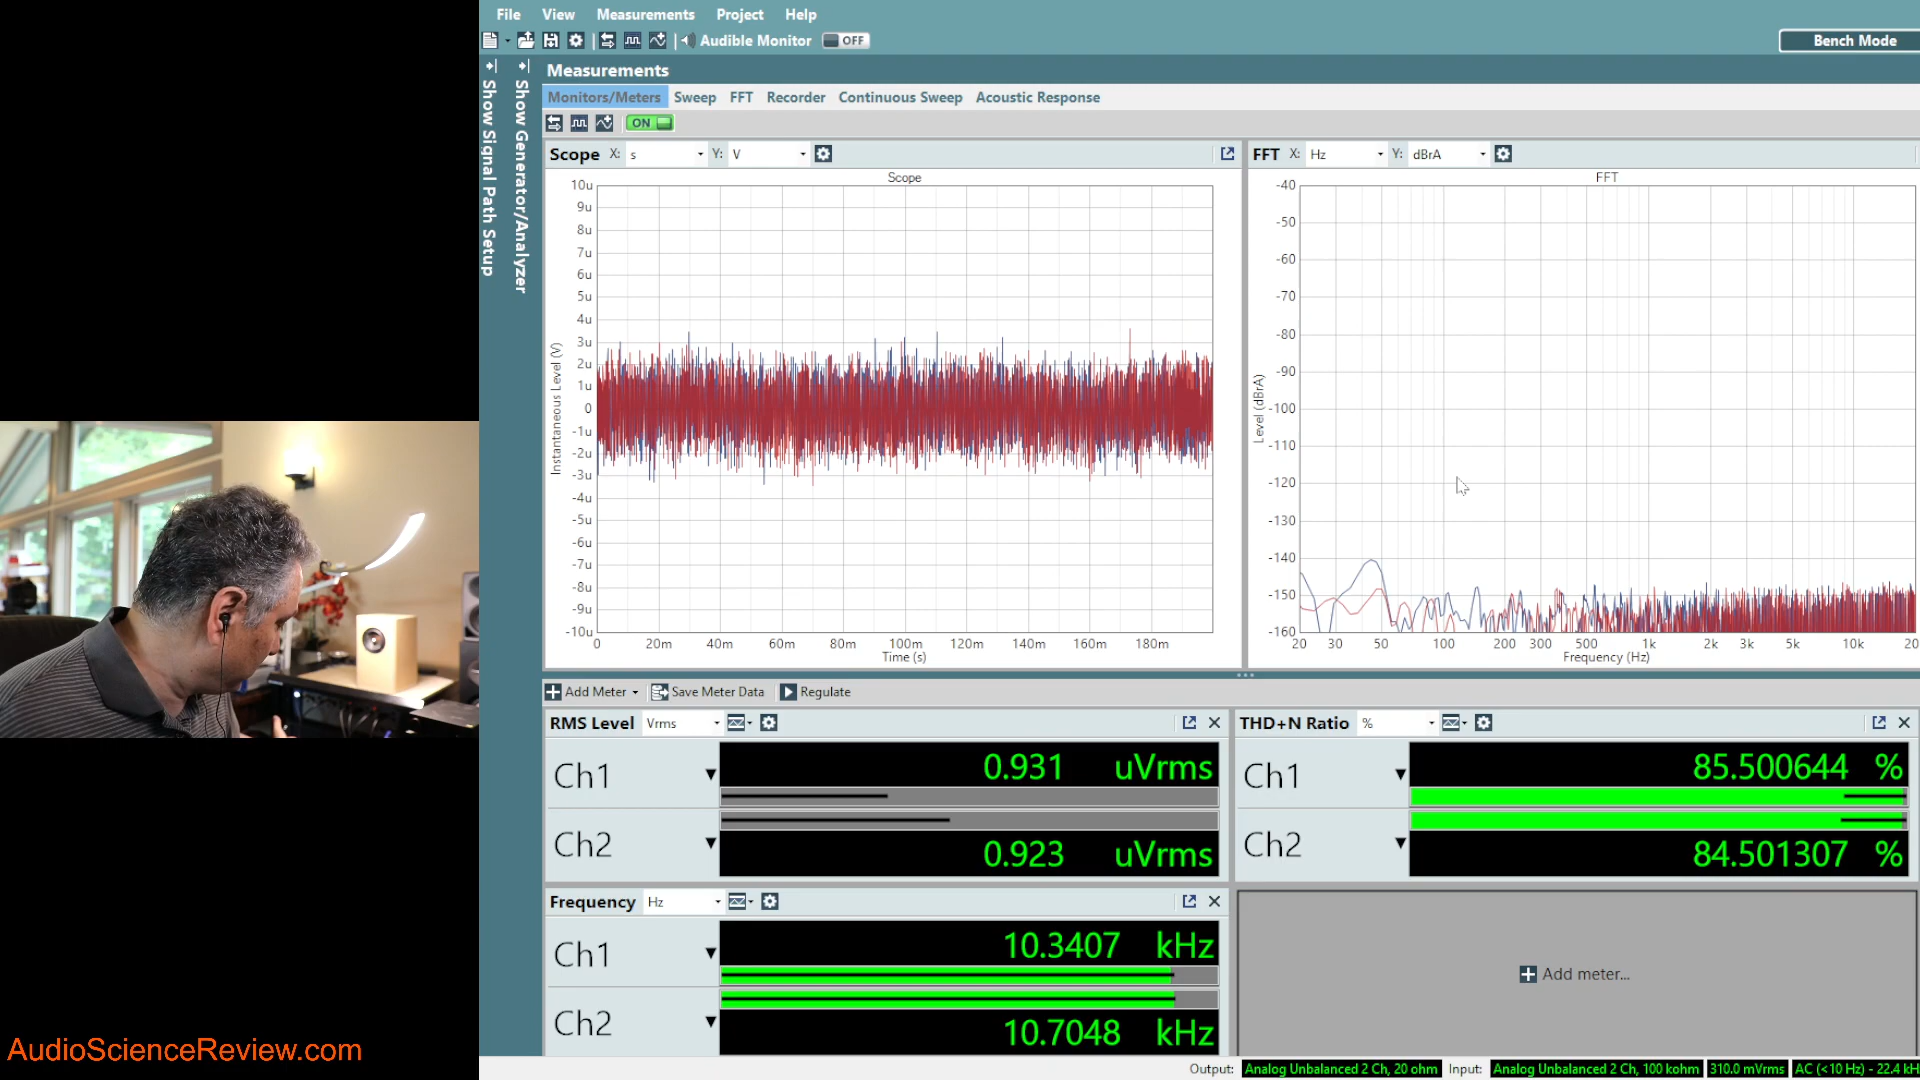 File View Measurements Project Help
Audible Monitor OFF
Bench Mode
Show Signal Path Setup
Show Generator/Analyzer
Measurements
Monitors/Meters Sweep FFT Recorder Continuous Sweep Acoustic Response
ON
Scope X: s Y: V
Scope
10u
9u
8u
7u
6u
5u
4u
3u
2u
1u
0
-1u
-2u
-3u
-4u
-5u
-6u
-7u
-8u
-9u
-10u
Instantaneous Level (V)
0 20m 40m 60m 80m 100m 120m 140m 160m 180m
Time (s)
FFT X: Hz Y: dBrA
FFT
-40
-50
-60
-70
-80
-90
-100
-110
-120
-130
-140
-150
-160
Level (dBrA)
20 30 50 100 200 300 500 1k 2k 3k 5k 10k 20
Frequency (Hz)
Add Meter Save Meter Data Regulate
RMS Level Vrms
Ch1 0.931 uVrms
Ch2 0.923 uVrms
THD+N Ratio %
Ch1 85.500644 %
Ch2 84.501307 %
Frequency Hz
Ch1 10.3407 kHz
Ch2 10.7048 kHz
Add meter...
AudioScienceReview.com
Output: Analog Unbalanced 2 Ch, 20 ohm Input: Analog Unbalanced 2 Ch, 100 kohm 310.0 mVrms AC (<10 Hz) - 22.4 kH